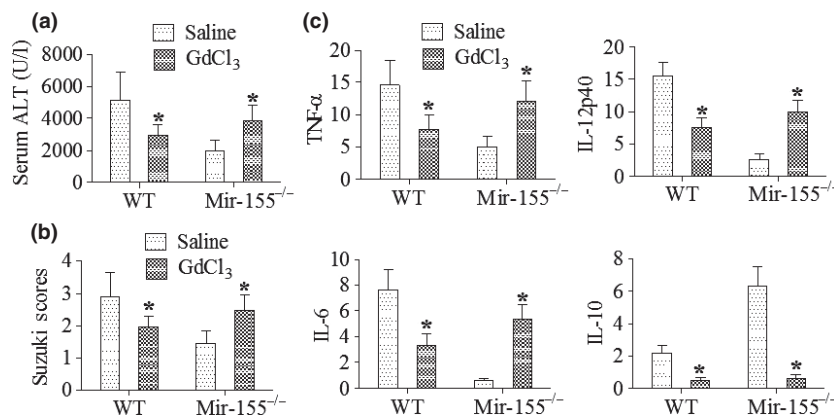 (a)
Saline
GdCl₃
Serum ALT (U/l)
8000
6000
4000
2000
0
*
*
WT
Mir-155⁻/⁻
(c)
Saline
GdCl₃
TNF-α
20
15
10
5
0
*
*
WT
Mir-155⁻/⁻
IL-12p40
20
15
10
5
0
*
*
WT
Mir-155⁻/⁻
(b)
Saline
GdCl₃
Suzuki scores
4
3
2
1
0
*
*
WT
Mir-155⁻/⁻
IL-6
10
8
6
4
2
0
*
*
WT
Mir-155⁻/⁻
IL-10
8
6
4
2
0
*
*
WT
Mir-155⁻/⁻